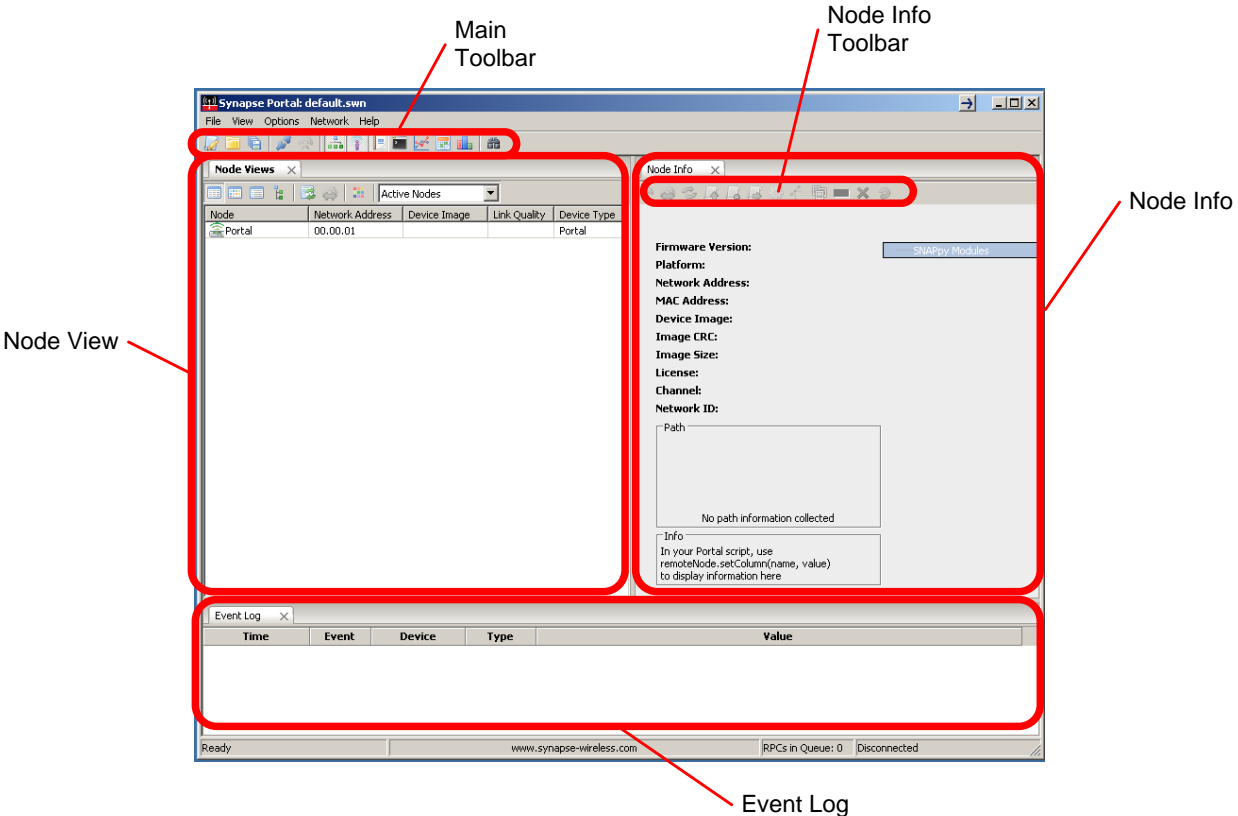 Main
Toolbar
Node Info
Toolbar
Synapse Portal: default.swn
File View Options Network Help
Node Views
Node Info
Active Nodes
Node Network Address Device Image Link Quality Device Type
Portal 00.00.01 Portal
Node Info
Firmware Version:
SNAPpy Modules
Platform:
Network Address:
MAC Address:
Device Image:
Image CRC:
Image Size:
License:
Channel:
Network ID:
Node View
Path
No path information collected
Info
In your Portal script, use
remoteNode.setColumn(name, value)
to display information here
Event Log
Time Event Device Type Value
Ready www.synapse-wireless.com RPCs in Queue: 0 Disconnected
Event Log